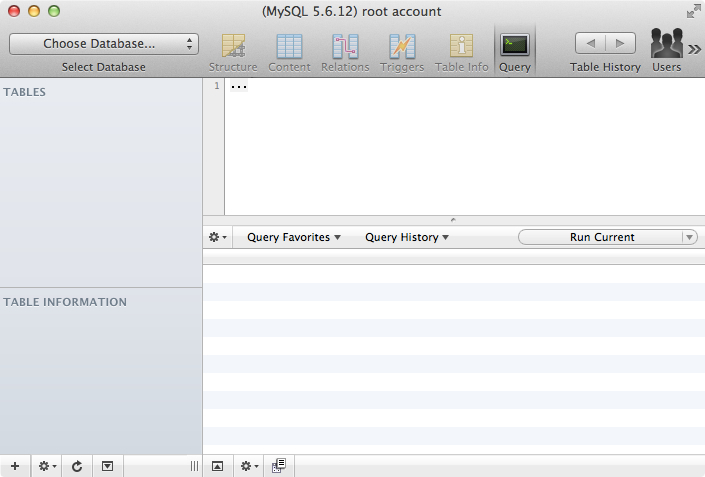 (MySQL 5.6.12) root account
Choose Database...
Select Database
Structure
Content
Relations
Triggers
Table Info
Query
Table History
Users
TABLES
1 ...
Query Favorites
Query History
Run Current
TABLE INFORMATION